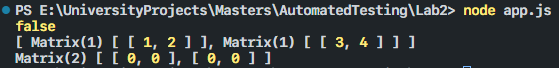 PS E:\UniversityProjects\Masters\AutomatedTesting\Lab2> node app.js
false
[ Matrix(1) [ [ 1, 2 ] ], Matrix(1) [ [ 3, 4 ] ] ]
Matrix(2) [ [ 0, 0 ], [ 0, 0 ] ]